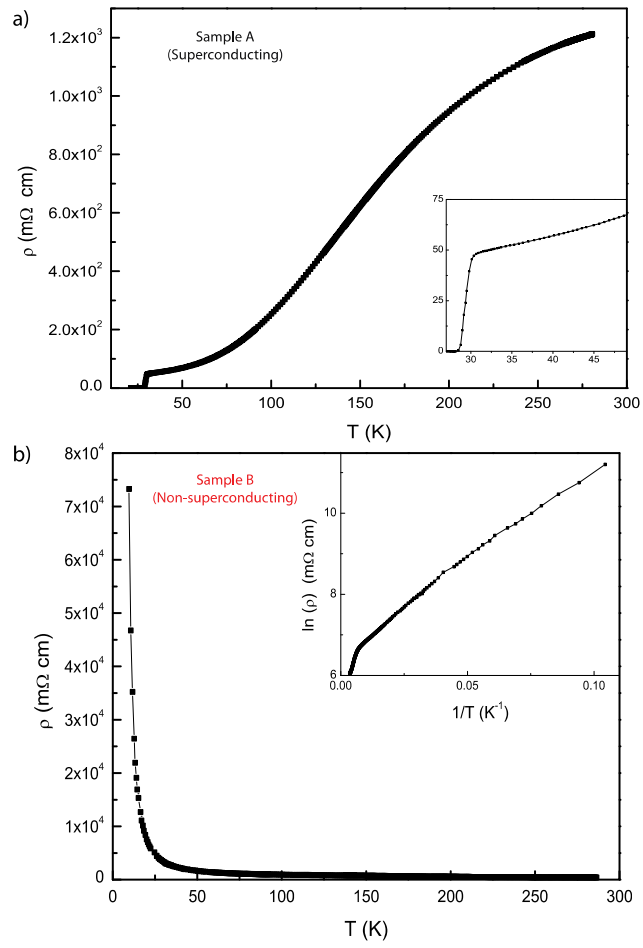 a)
Sample A
(Superconducting)
1.2x10³
1.0x10³
8.0x10²
6.0x10²
4.0x10²
2.0x10²
0.0
ρ (mΩ cm)
75
50
25
0
30 35 40 45
50 100 150 200 250 300
T (K)
b)
Sample B
(Non-superconducting)
8x10⁴
7x10⁴
6x10⁴
5x10⁴
4x10⁴
3x10⁴
2x10⁴
1x10⁴
0
ρ (mΩ cm)
10
8
6
ln (ρ) (mΩ cm)
0.00 0.05 0.10
1/T (K⁻¹)
0 50 100 150 200 250 300
T (K)